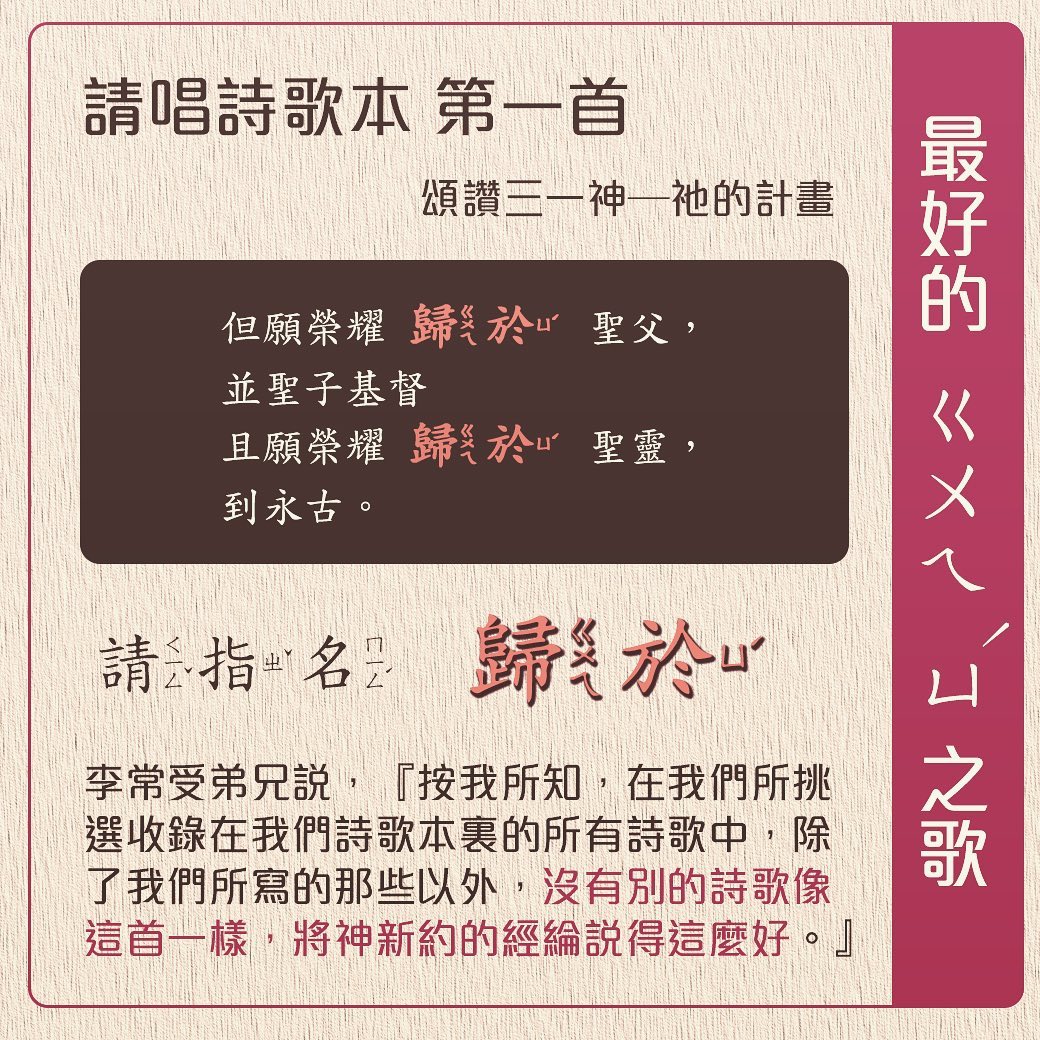 請唱詩歌本 第一首
頌讚三一神—祂的計畫
但願榮耀 歸ㄍㄨㄟ於ㄩˊ 聖父，
並聖子基督
且願榮耀 歸ㄍㄨㄟ於ㄩˊ 聖靈，
到永古。
請ㄑㄧㄥˇ指ㄓˇ名ㄇㄧㄥˊ 歸ㄍㄨㄟ於ㄩˊ
李常受弟兄說，『按我所知，在我們所挑
選收錄在我們詩歌本裏的所有詩歌中，除
了我們所寫的那些以外，沒有別的詩歌像
這首一樣，將神新約的經綸說得這麼好。』
最好的 ㄍㄨㄟ ㄩˊ 之歌